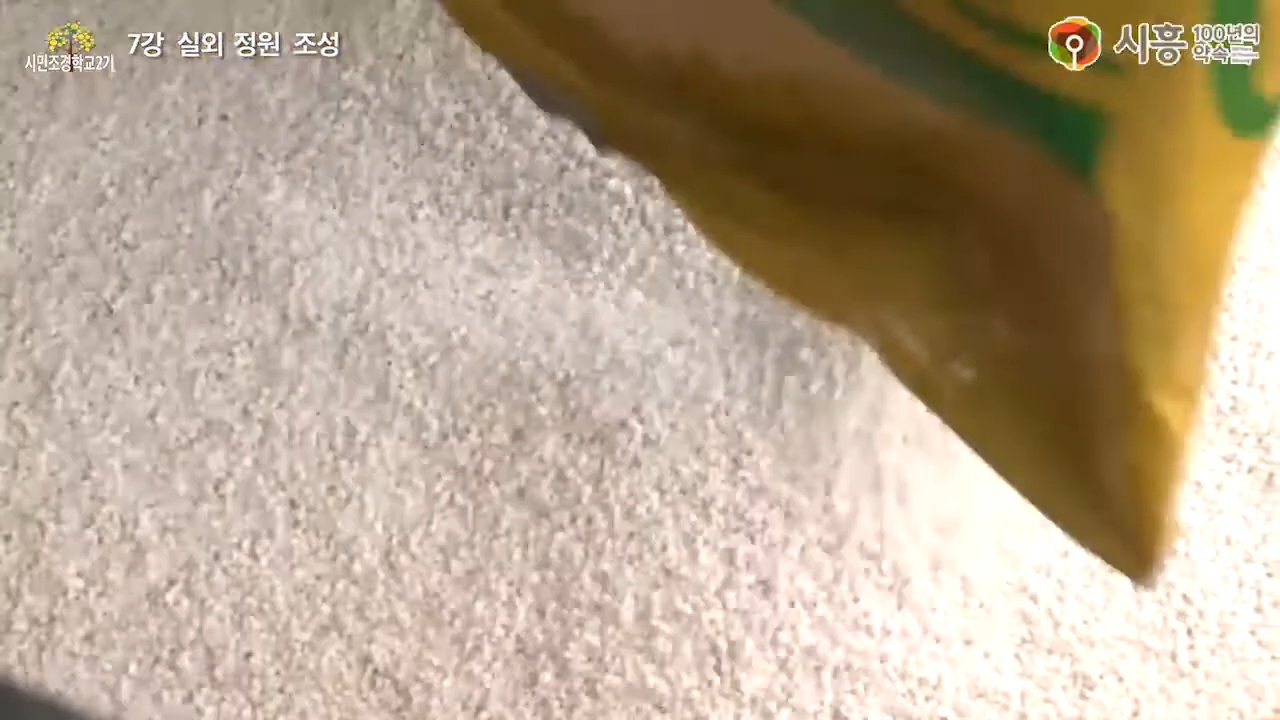 시민조경학교2기
7강 실외 정원 조성
시흥
100년의
약속